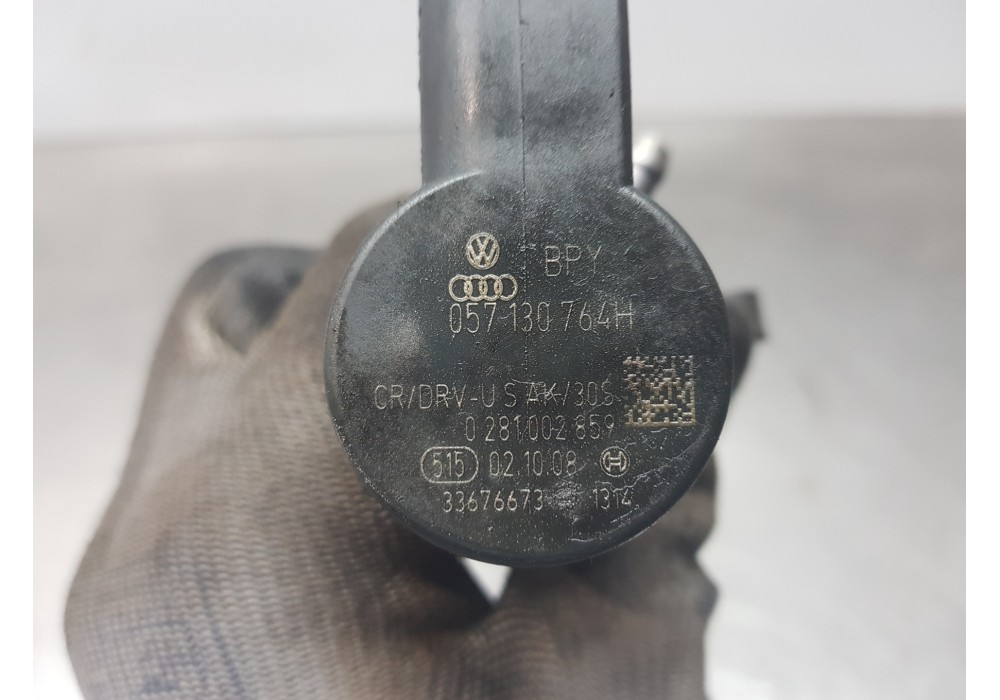 BPY
057 130 764H
CR/DRV-U S AK/30S
0 281 002 859
515 02.10.08
33676673 1314